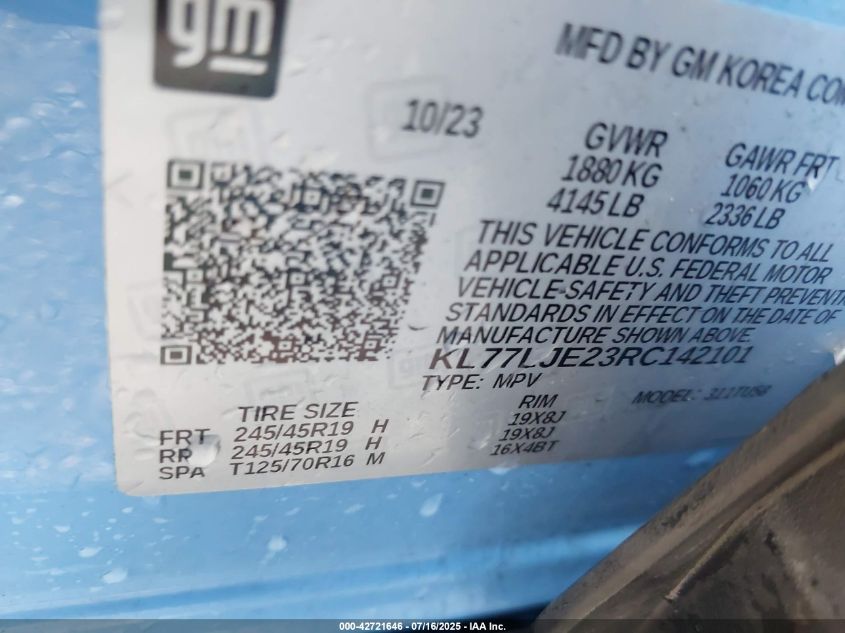 gm
MFD BY GM KOREA COM
10/23
GVWR
1880 KG
4145 LB
GAWR FRT
1060 KG
2336 LB
THIS VEHICLE CONFORMS TO ALL
APPLICABLE U.S. FEDERAL MOTOR
VEHICLE-SAFETY AND THEFT PREVENTI
STANDARDS IN EFFECT ON THE DATE OF
MANUFACTURE SHOWN ABOVE.
KL77LJE23RC142101
TYPE: MPV
MODEL: 311TU58
TIRE SIZE RIM
FRT 245/45R19 H 19X8J
RR 245/45R19 H 19X8J
SPA T125/70R16 M 16X4BT
000-42721646 - 07/16/2025 - IAA Inc.